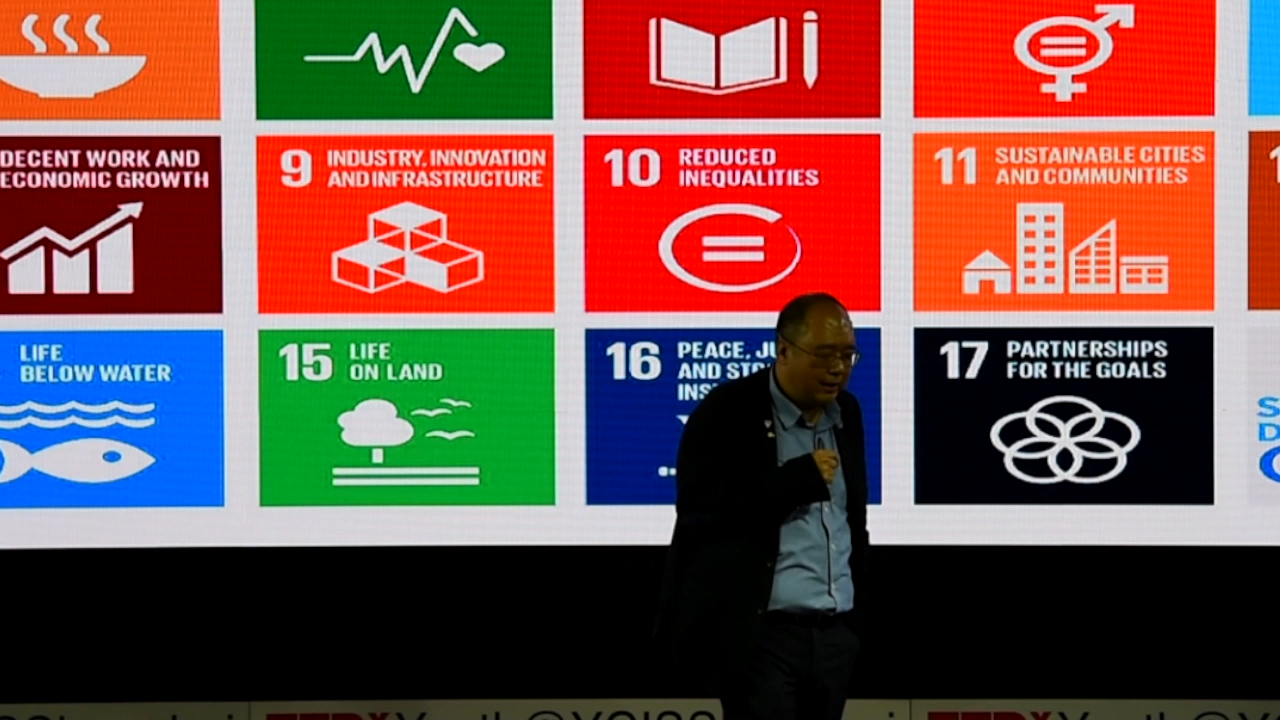 DECENT WORK AND
ECONOMIC GROWTH
9 INDUSTRY, INNOVATION
AND INFRASTRUCTURE
10 REDUCED
INEQUALITIES
11 SUSTAINABLE CITIES
AND COMMUNITIES
LIFE
BELOW WATER
15 LIFE
ON LAND
16 PEACE,
AND
17 PARTNERSHIPS
FOR THE GOALS